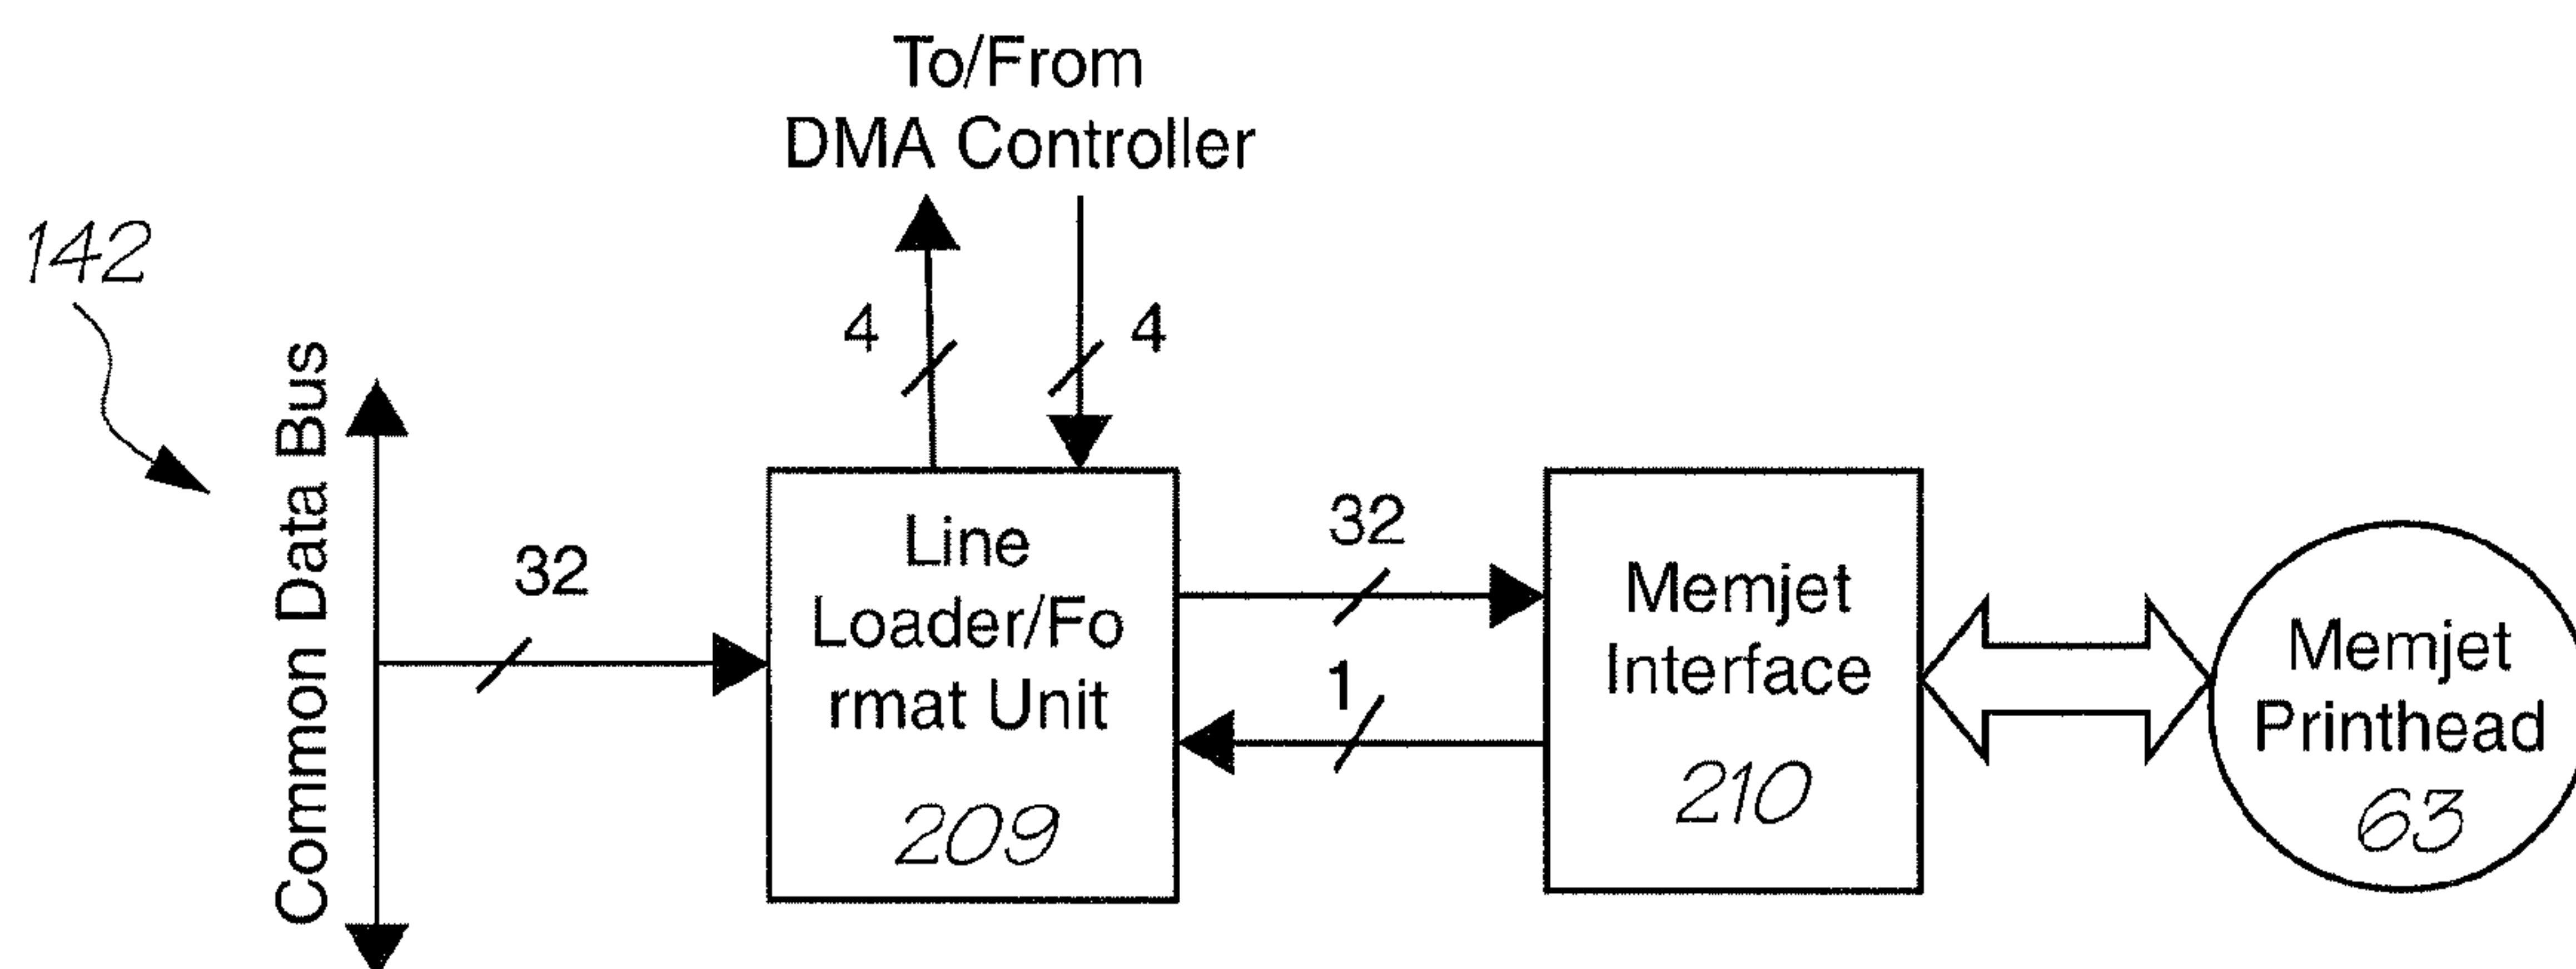 To/From
DMA Controller
142
4
4
Common Data Bus
32
Line
Loader/Fo
rmat Unit
209
32
1
Memjet
Interface
210
Memjet
Printhead
63